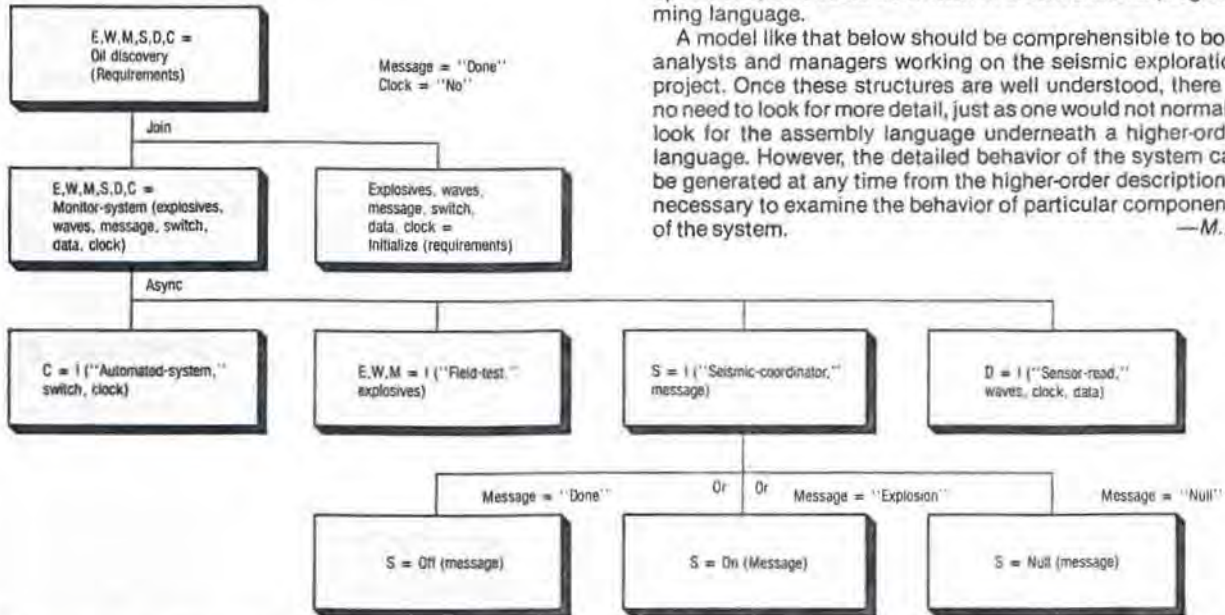 ming language.
A model like that below should be comprehensible to bo
analysts and managers working on the seismic exploratio
project. Once these structures are well understood, there
no need to look for more detail, just as one would not normal
look for the assembly language underneath a higher-ord
language. However, the detailed behavior of the system ca
be generated at any time from the higher-order description
necessary to examine the behavior of particular componen
of the system. —M.
E,W,M,S,D,C =
Oil discovery
(Requirements)
Message = "Done"
Clock = "No"
Join
E,W,M,S,D,C =
Monitor-system (explosives,
waves, message, switch,
data, clock)
Explosives, waves,
message, switch,
data, clock =
Initialize (requirements)
Async
C = I ("Automated-system,"
switch, clock)
E,W,M = I ("Field-test,"
explosives)
S = I ("Seismic-coordinator,"
message)
D = I ("Sensor-read,"
waves, clock, data)
Message = "Done"
Or
Or
Message = "Explosion"
Message = "Null"
S = Off (message)
S = On (Message)
S = Null (message)